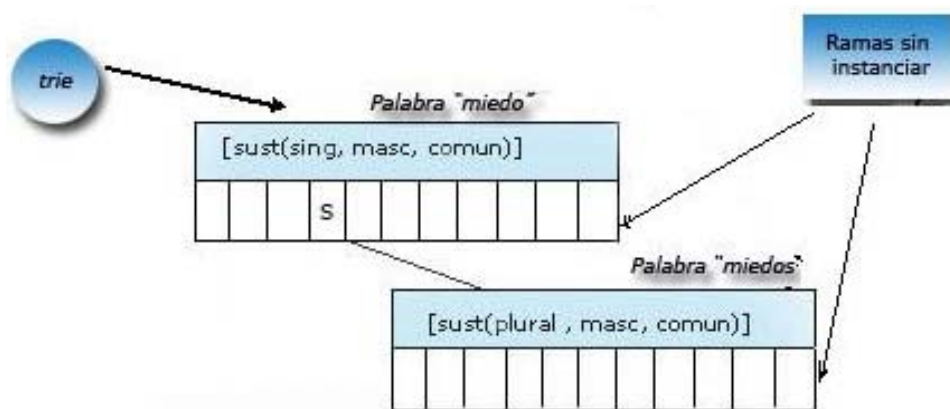 trie
Ramas sin
instanciar
Palabra "miedo"
[sust(sing, masc, comun)]
s
Palabra "miedos"
[sust(plural , masc, comun)]